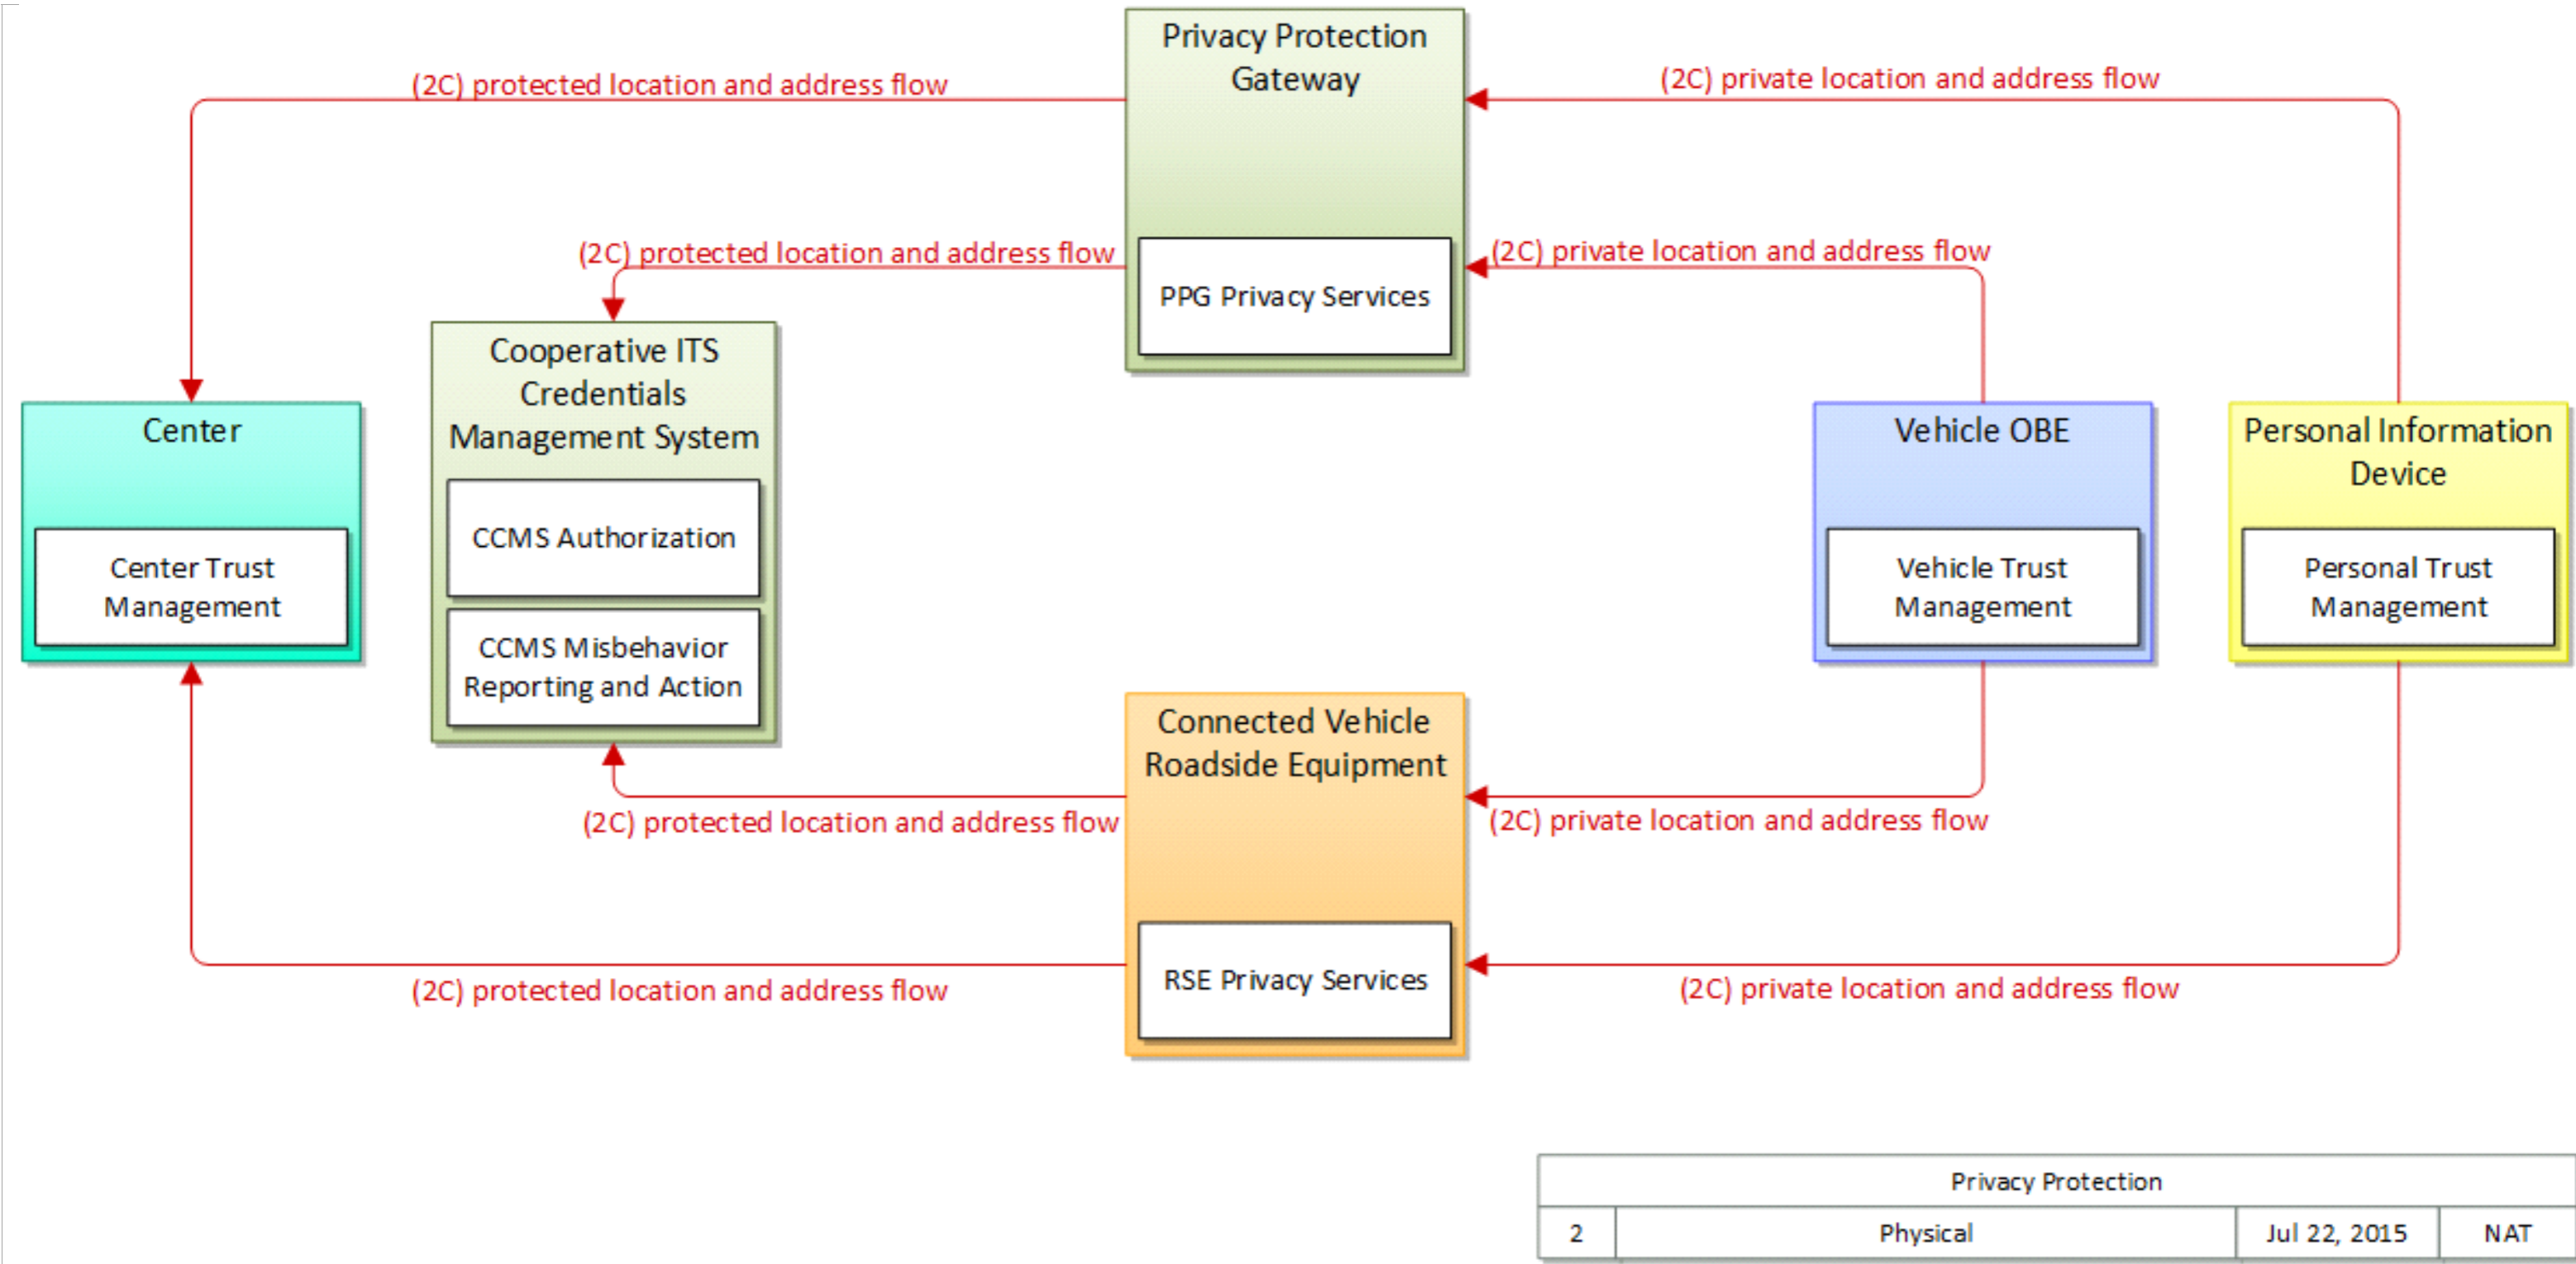 Privacy Protection
Gateway
(2C) protected location and address flow
(2C) private location and address flow
(2C) protected location and address flow
(2C) private location and address flow
PPG Privacy Services
Cooperative ITS
Credentials
Management System
CCMS Authorization
CCMS Misbehavior
Reporting and Action
Center
Center Trust
Management
Vehicle OBE
Vehicle Trust
Management
Personal Information
Device
Personal Trust
Management
Connected Vehicle
Roadside Equipment
(2C) protected location and address flow
(2C) private location and address flow
RSE Privacy Services
(2C) protected location and address flow
(2C) private location and address flow
Privacy Protection
2 Physical Jul 22, 2015 NAT